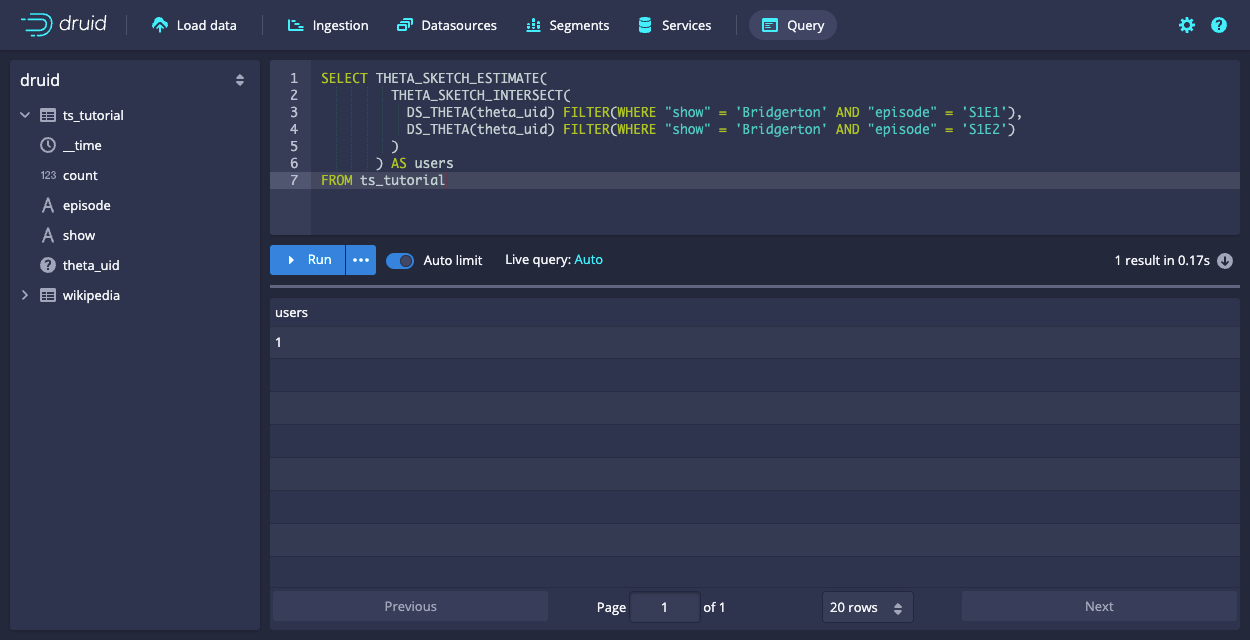 druid
Load data
Ingestion
Datasources
Segments
Services
Query
druid
ts_tutorial
__time
123 count
A episode
A show
theta_uid
wikipedia
1 SELECT THETA_SKETCH_ESTIMATE(
2 THETA_SKETCH_INTERSECT(
3 DS_THETA(theta_uid) FILTER(WHERE "show" = 'Bridgerton' AND "episode" = 'S1E1'),
4 DS_THETA(theta_uid) FILTER(WHERE "show" = 'Bridgerton' AND "episode" = 'S1E2')
5 )
6 ) AS users
7 FROM ts_tutorial
Run
Auto limit
Live query: Auto
1 result in 0.17s
users
1
Previous
Page 1 of 1
20 rows
Next